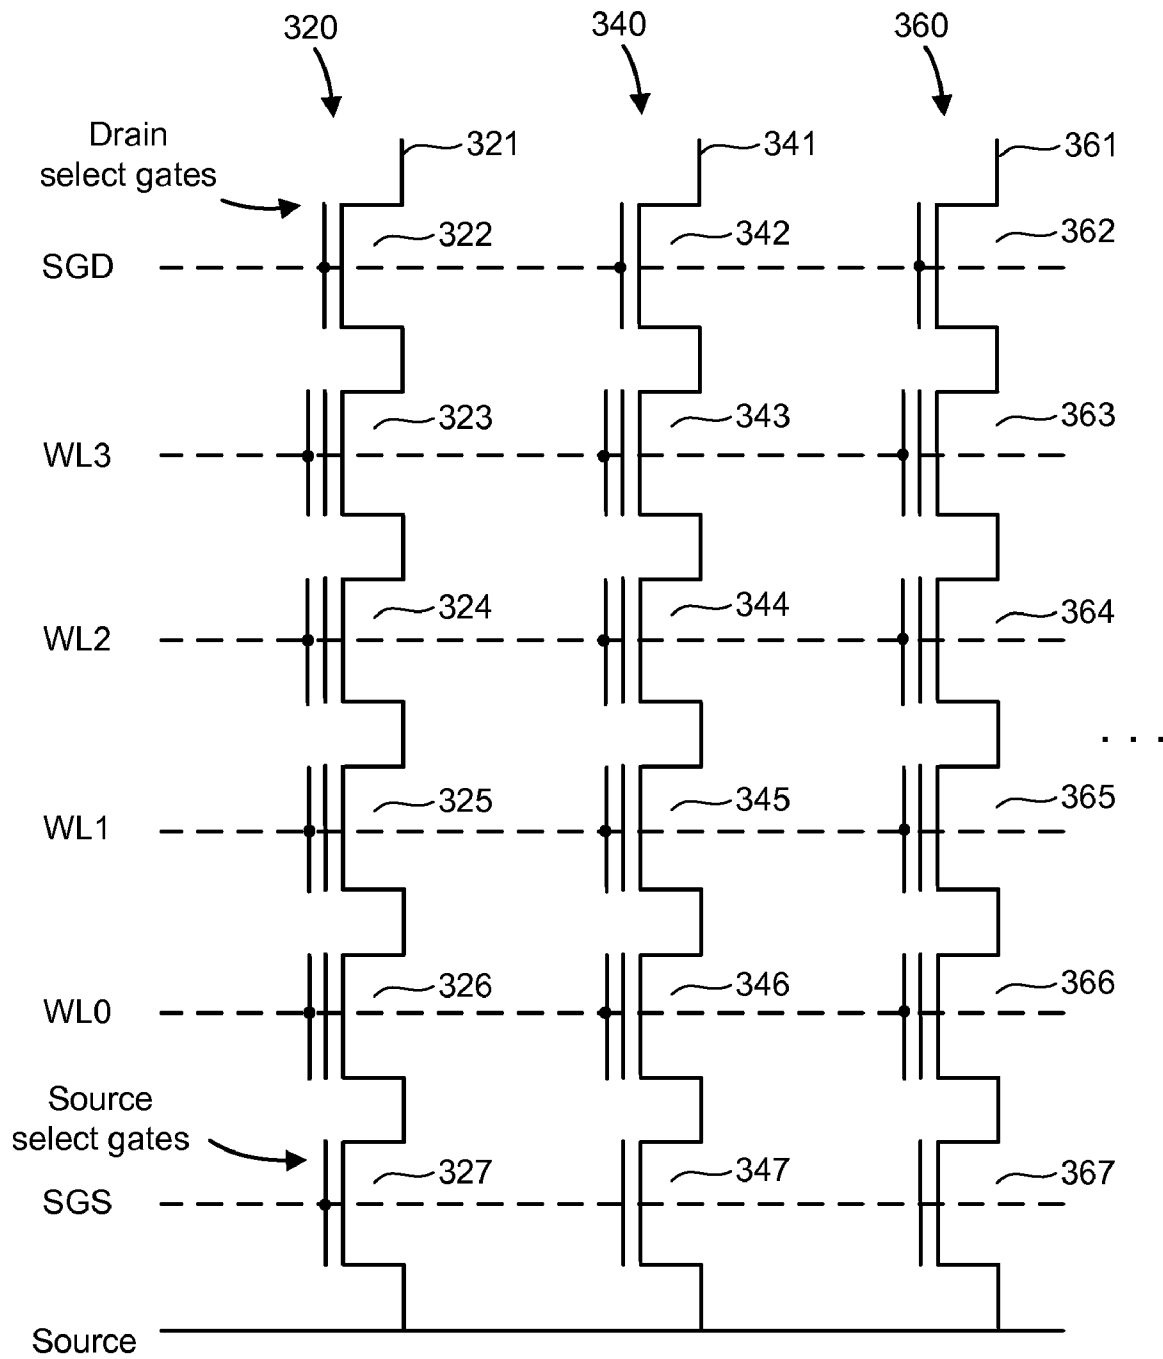 320 340 360
Drain
select gates
321 341 361
322 342 362
SGD
323 343 363
WL3
324 344 364
WL2
. . .
325 345 365
WL1
326 346 366
WL0
Source
select gates
327 347 367
SGS
Source